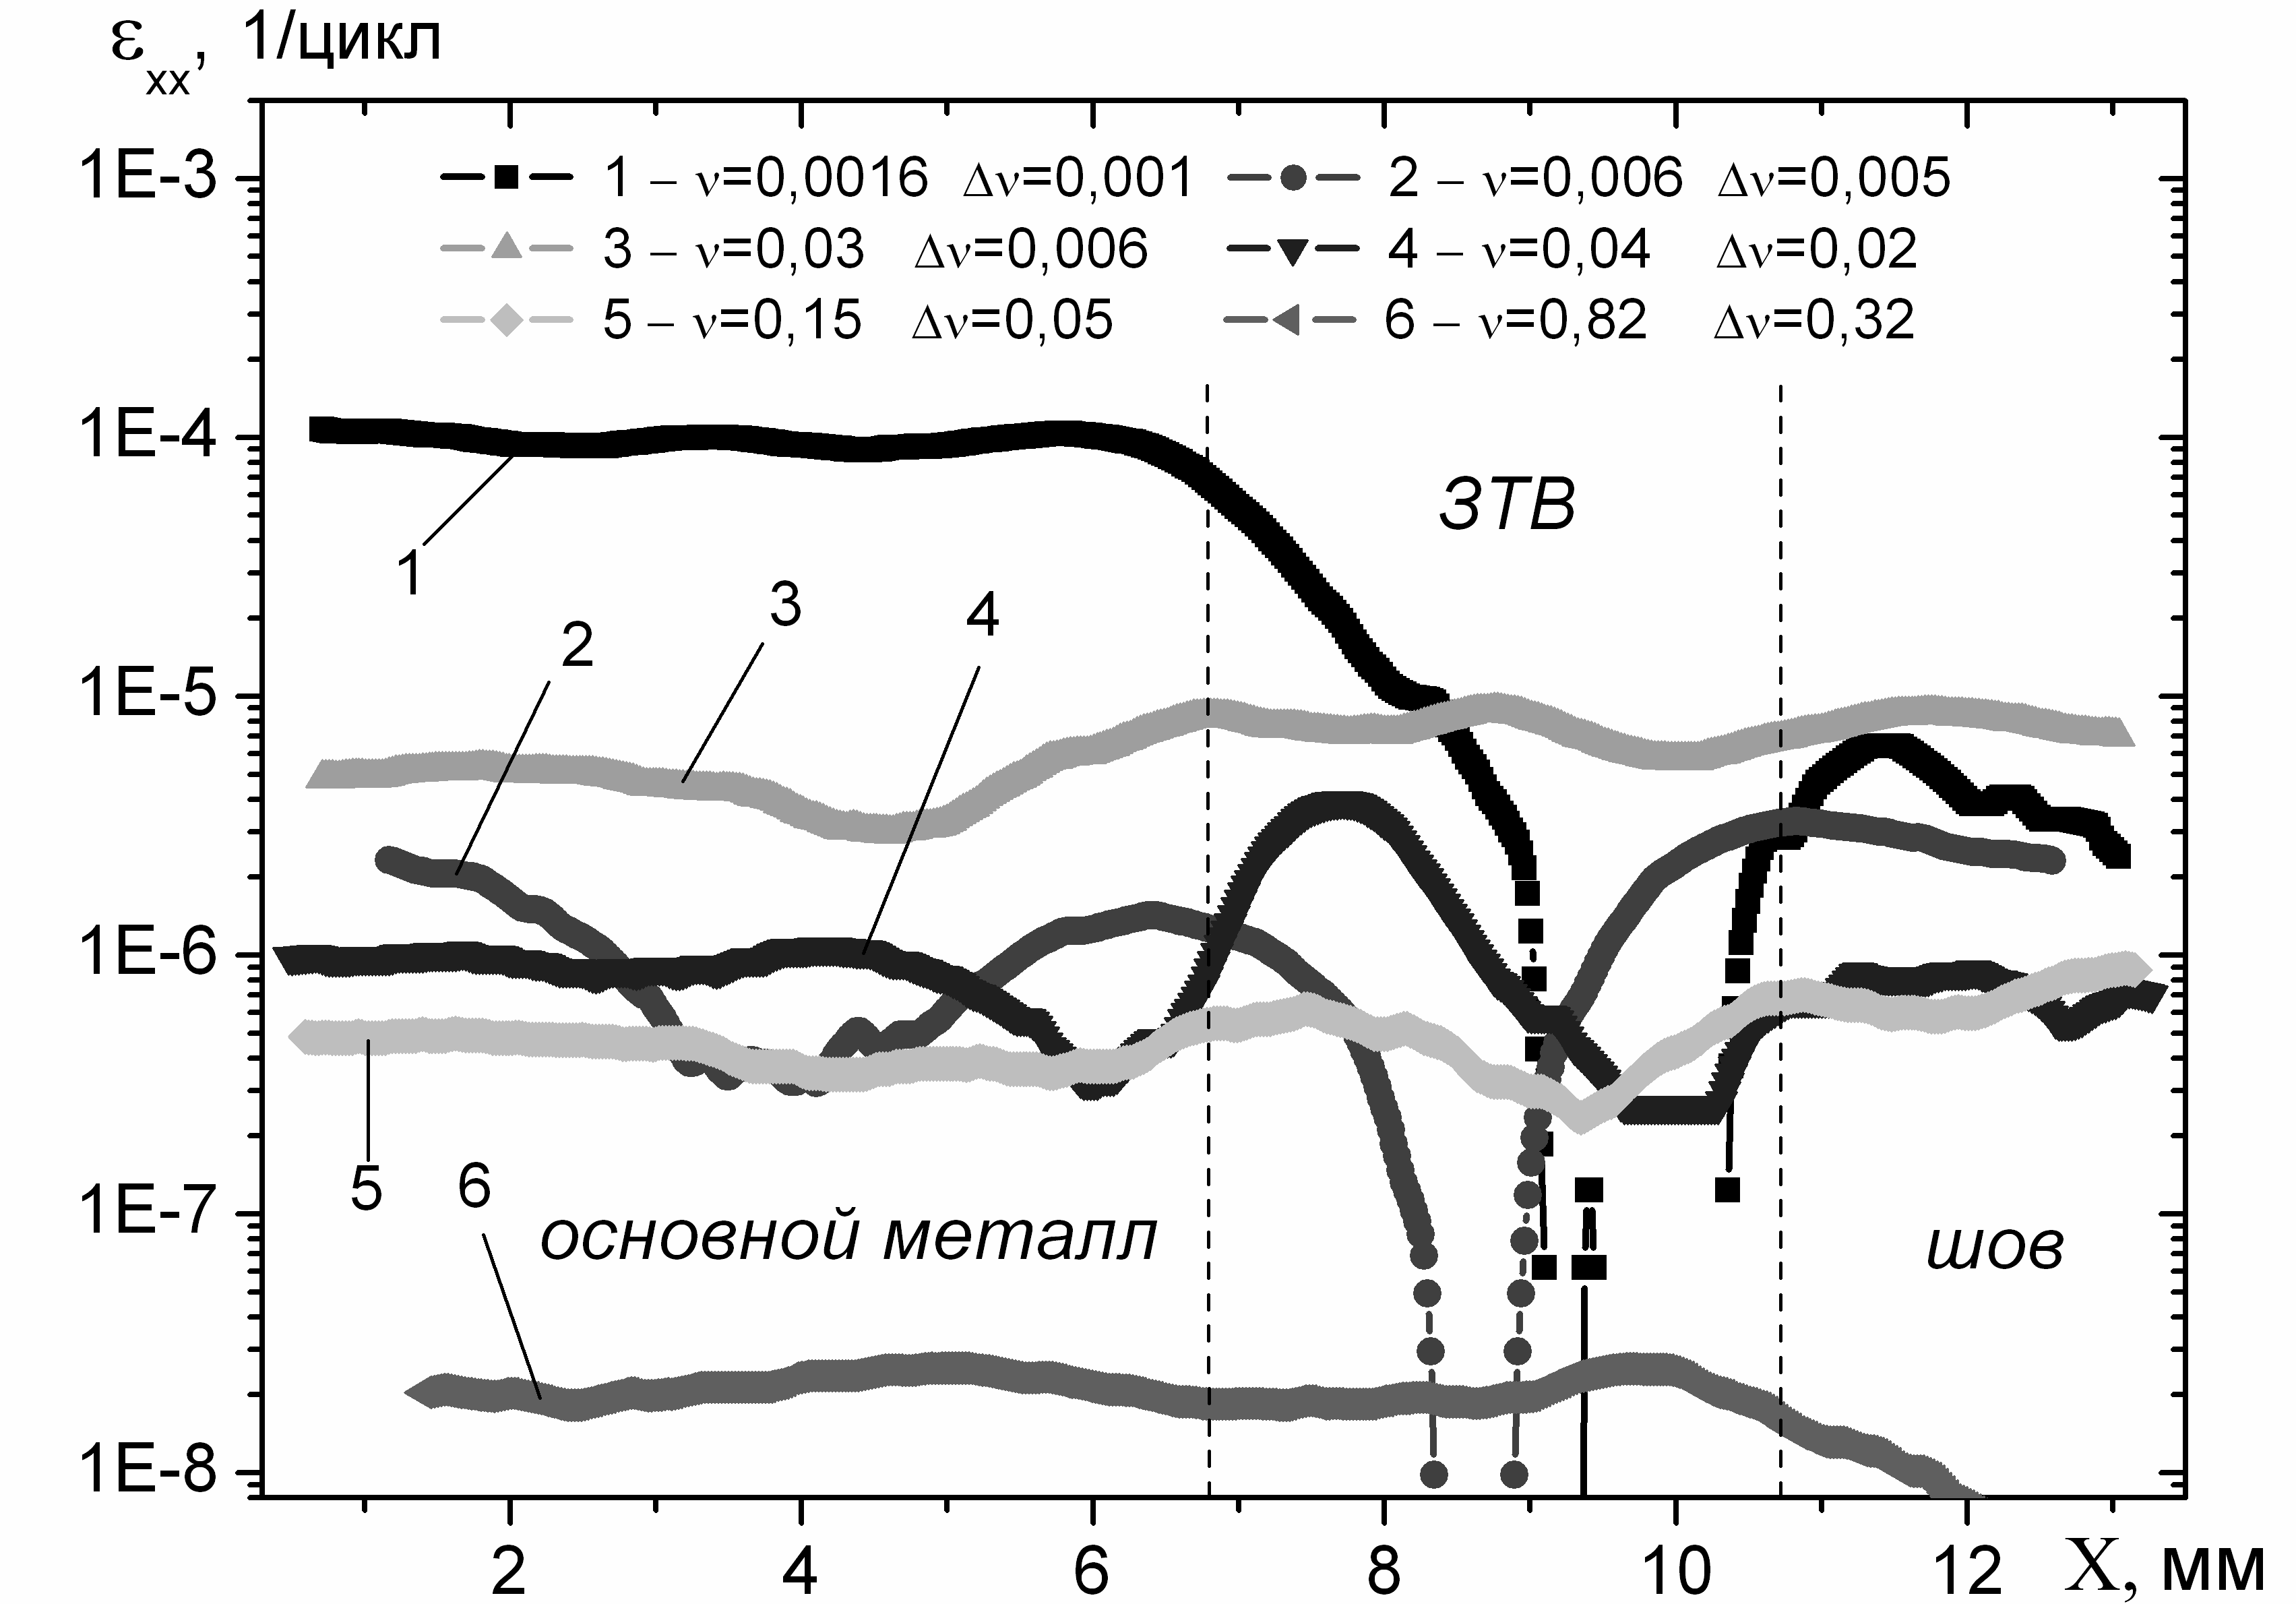 εxx, 1/цикл
1E-3
1 – ν=0,0016 Δν=0,001 2 – ν=0,006 Δν=0,005
3 – ν=0,03 Δν=0,006 4 – ν=0,04 Δν=0,02
5 – ν=0,15 Δν=0,05 6 – ν=0,82 Δν=0,32
1E-4
ЗТВ
1
3
4
2
1E-5
1E-6
5
6
1E-7
основной металл
шов
1E-8
2 4 6 8 10 12 X, мм